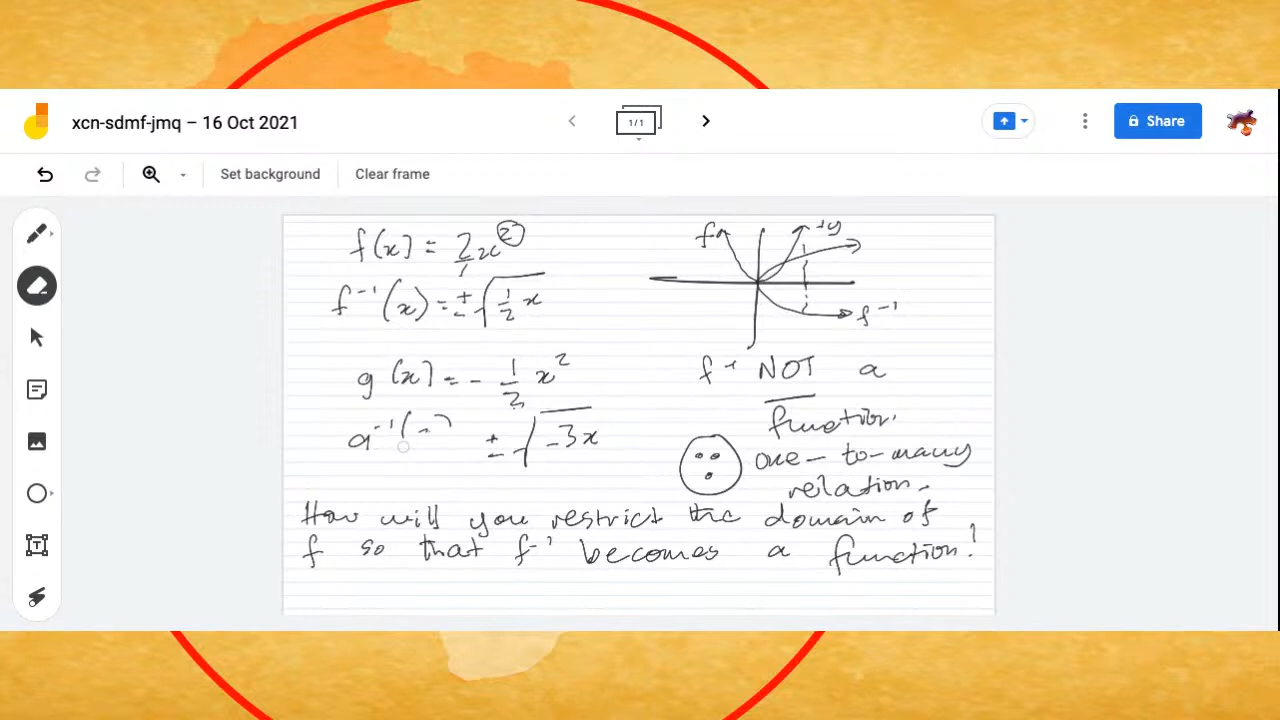 xcn-sdmf-jmq – 16 Oct 2021
1/1
Share
Set background
Clear frame
f(x) = 2x²
f⁻¹(x) = ± √(1/2 x)
g(x) = - 1/3 x²
g⁻¹( ) ± √-3x
f
+y
f⁻¹
f⁻¹ NOT a
function.
one-to-many
relation.
How will you restrict the domain of
f so that f⁻¹ becomes a function?